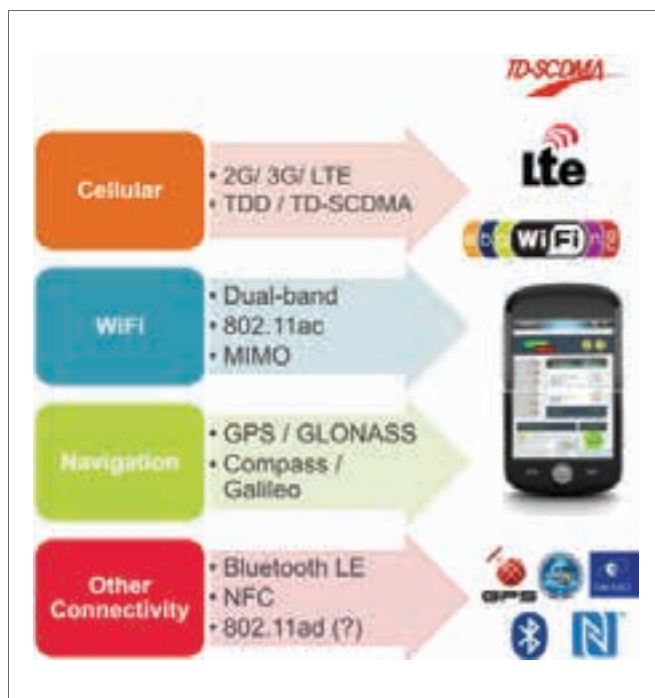 TD-SCDMA
Cellular
• 2G/ 3G/ LTE
• TDD / TD-SCDMA
Lte
a b g WiFi n g
WiFi
• Dual-band
• 802.11ac
• MIMO
Navigation
• GPS / GLONASS
• Compass /
Galileo
Other
Connectivity
• Bluetooth LE
• NFC
• 802.11ad (?)
GPS